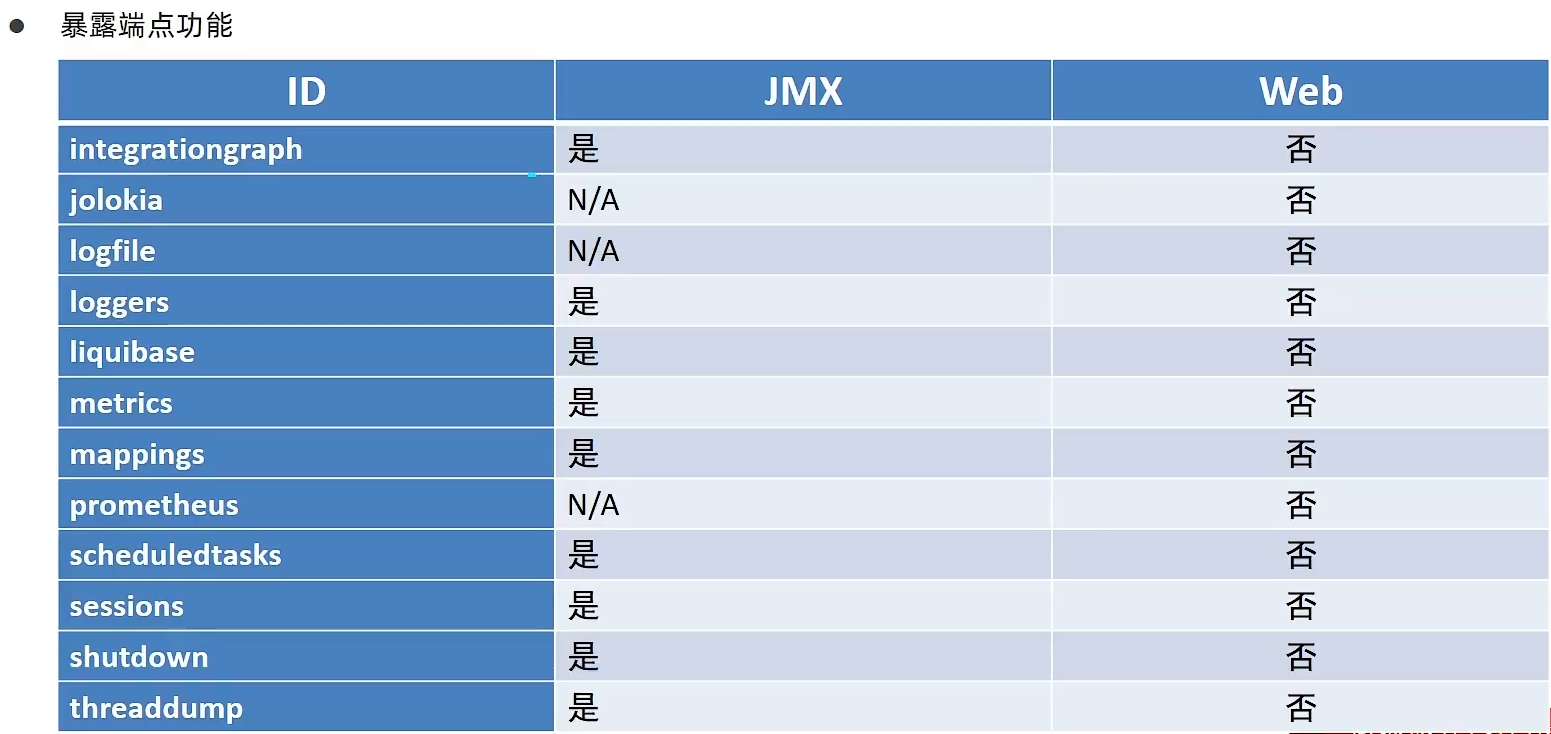 暴露端点功能
ID JMX Web
integrationgraph 是 否
jolokia N/A 否
logfile N/A 否
loggers 是 否
liquibase 是 否
metrics 是 否
mappings 是 否
prometheus N/A 否
scheduledtasks 是 否
sessions 是 否
shutdown 是 否
threaddump 是 否